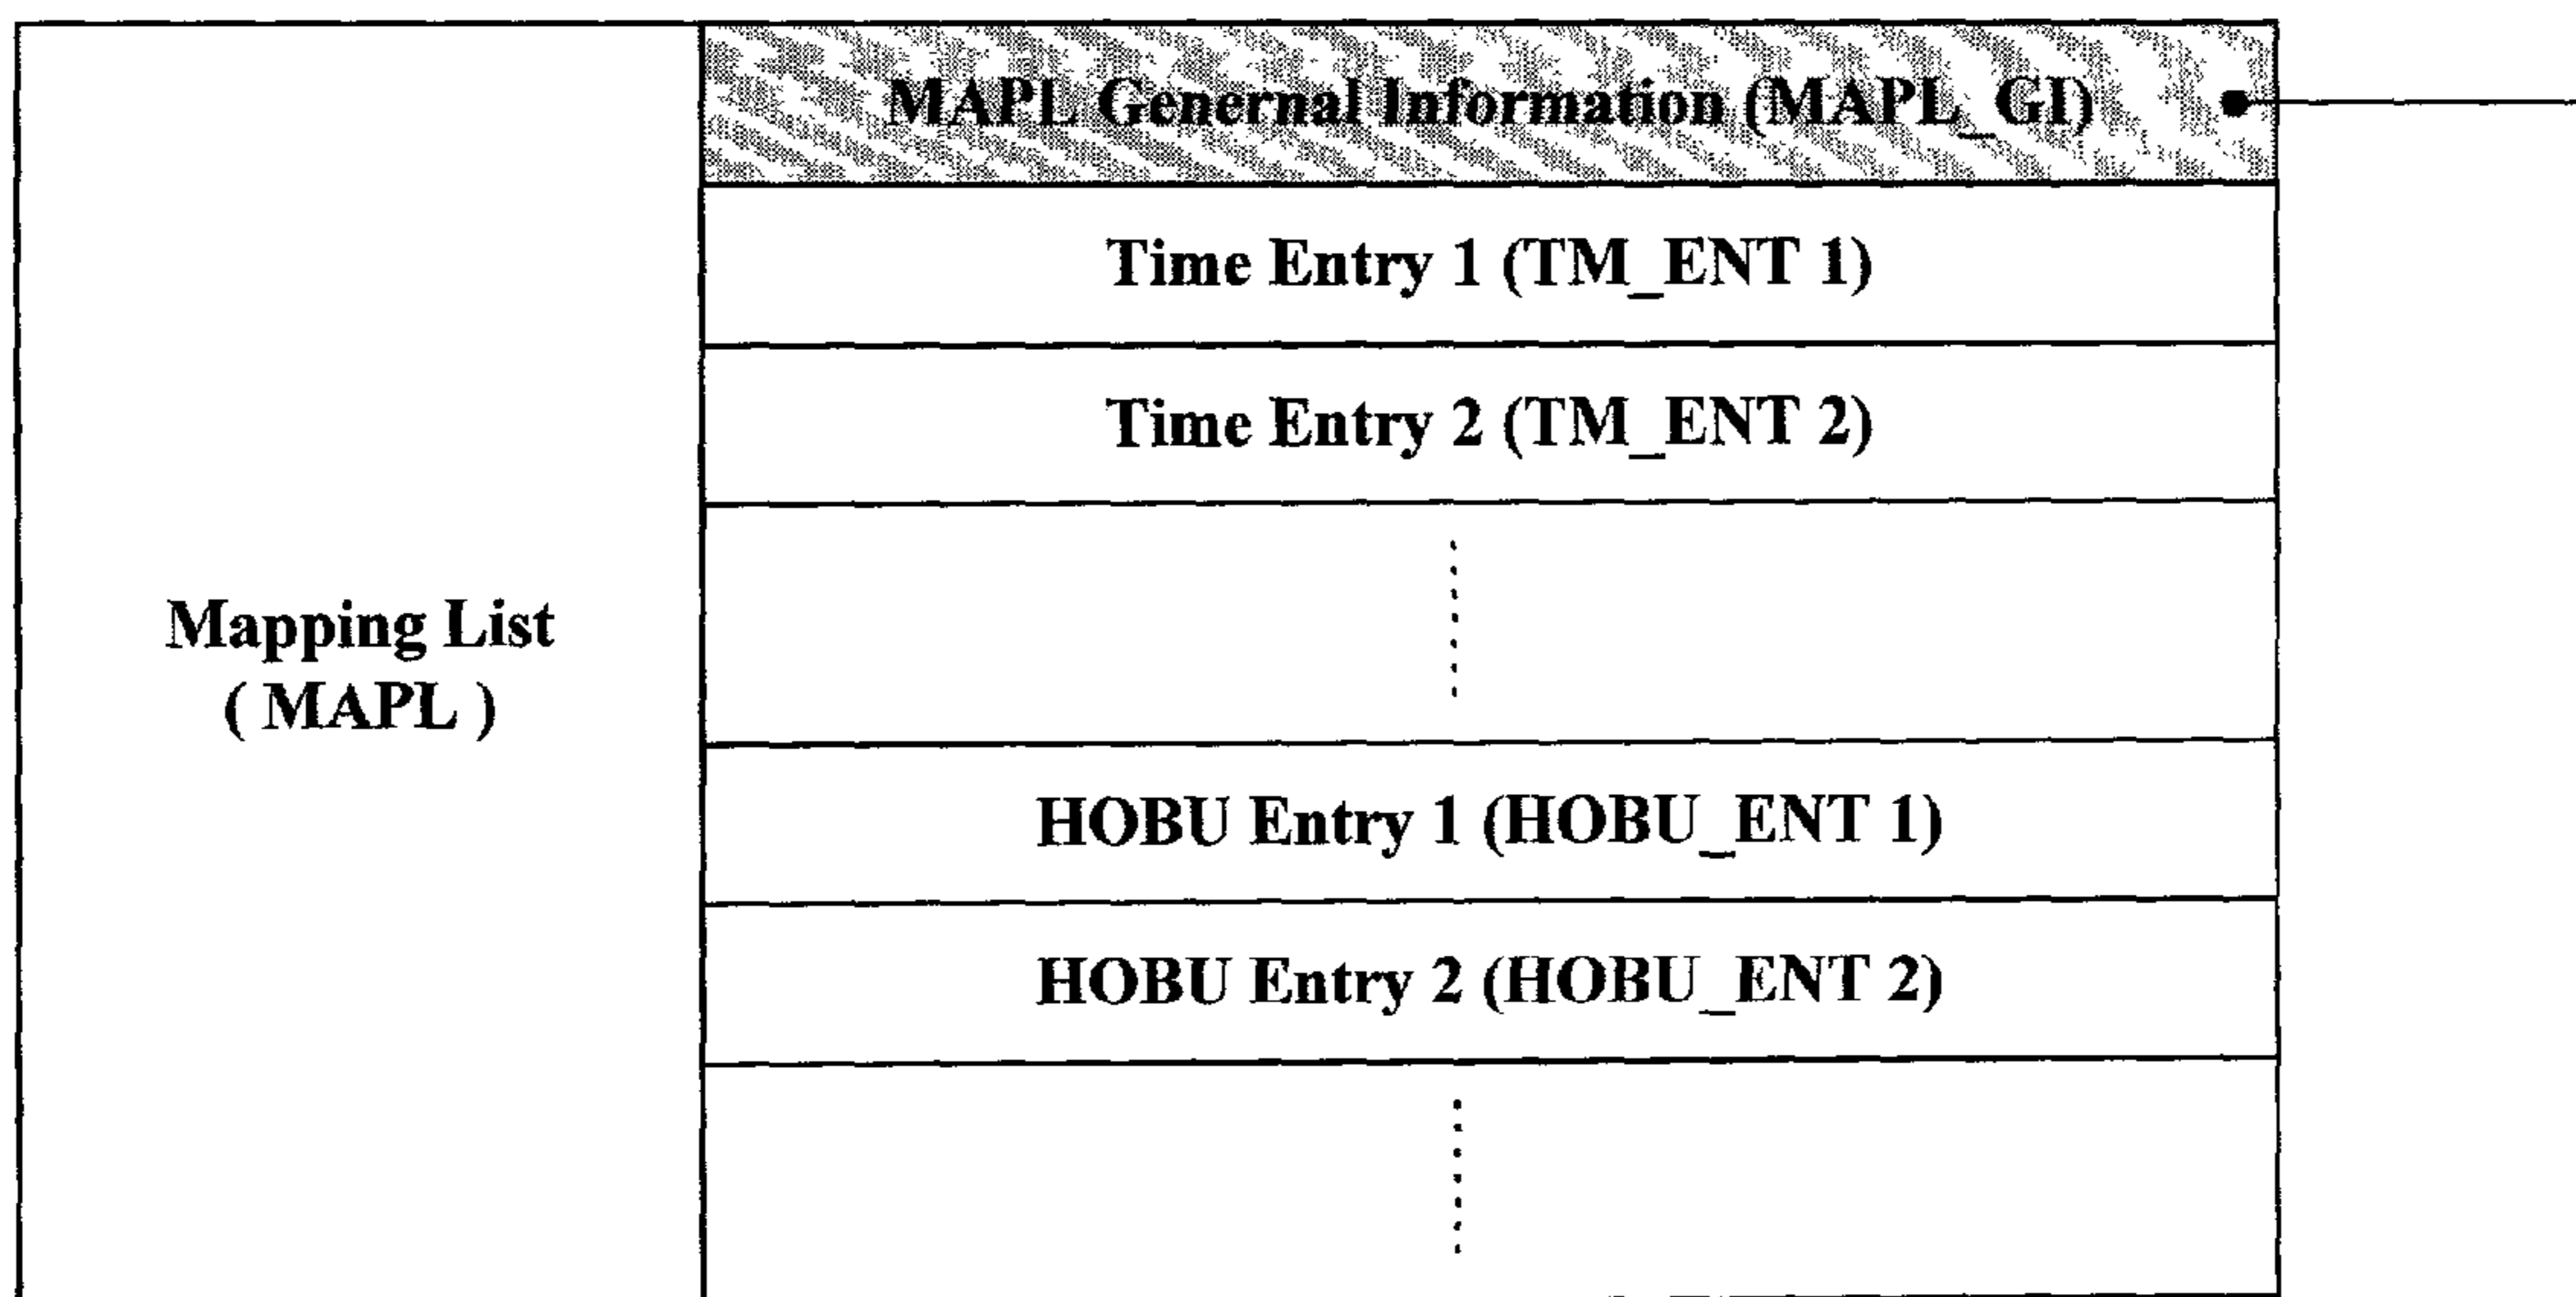 MAPL Genernal Information (MAPL_GI)
Time Entry 1 (TM_ENT 1)
Time Entry 2 (TM_ENT 2)
Mapping List
( MAPL )
HOBU Entry 1 (HOBU_ENT 1)
HOBU Entry 2 (HOBU_ENT 2)